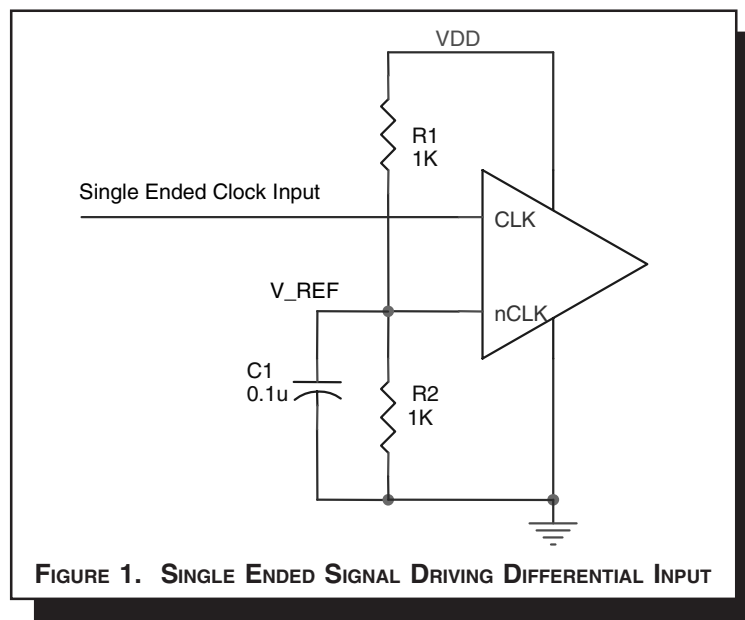 VDD
R1
1K
Single Ended Clock Input
CLK
V_REF
nCLK
C1
0.1u
R2
1K
FIGURE 1. SINGLE ENDED SIGNAL DRIVING DIFFERENTIAL INPUT